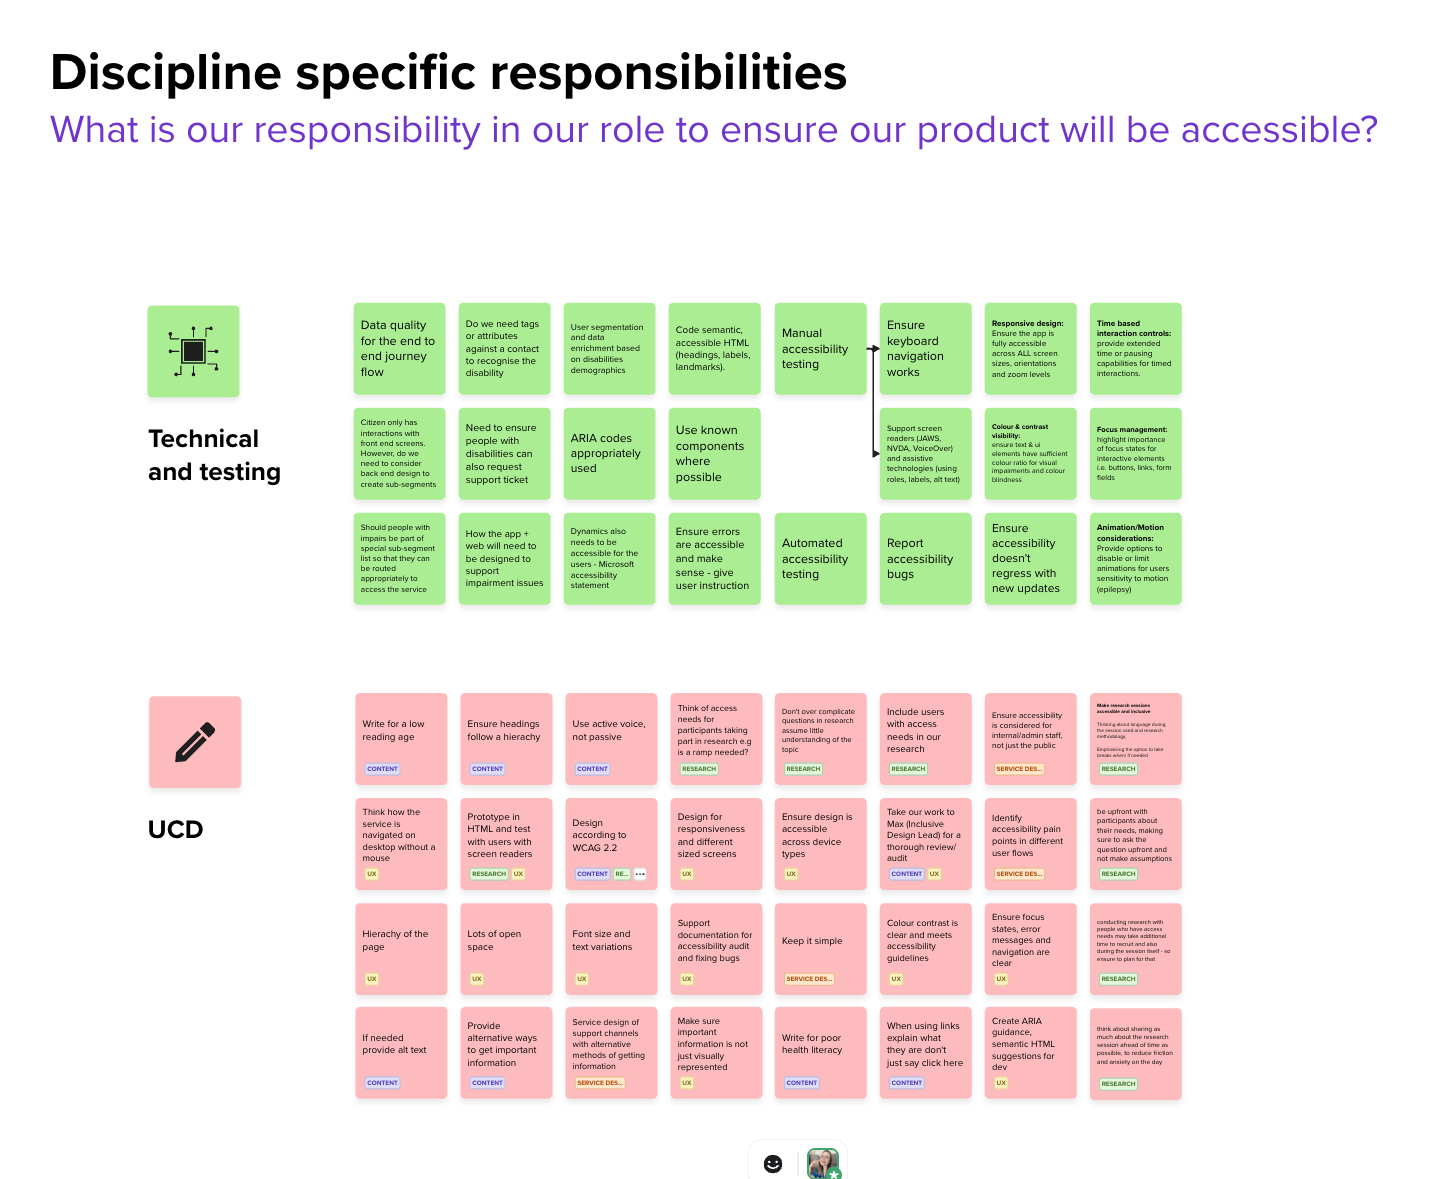 Discipline specific responsibilities
What is our responsibility in our role to ensure our product will be accessible?
Technical
and testing
Data quality
for the end to
end journey
flow
Do we need tags
or attributes
against a contact
to recognise the
disability
User segmentation
and data
enrichment based
on disabilities
demographics
Code semantic,
accessible HTML
(headings, labels,
landmarks).
Manual
accessibility
testing
Ensure
keyboard
navigation
works
Responsive design:
Ensure the app is
fully accessible
across ALL screen
sizes, orientations
and zoom levels
Time based
interaction controls:
provide extended
time or pausing
capabilities for timed
interactions.
Citizen only has
interactions with
front end screens.
However, do we
need to consider
back end design to
create sub-segments
Need to ensure
people with
disabilities can
also request
support ticket
ARIA codes
appropriately
used
Use known
components
where
possible
Support screen
readers (JAWS,
NVDA, VoiceOver)
and assistive
technologies (using
roles, labels, alt text)
Colour & contrast
visibility:
ensure text & ui
elements have sufficient
colour ratio for visual
impairments and colour
blindness
Focus management:
highlight importance
of focus states for
interactive elements
i.e. buttons, links, form
fields
Should people with
impairs be part of
special sub-segment
list so that they can
be routed
appropriately to
access the service
How the app +
web will need to
be designed to
support
impairment issues
Dynamics also
needs to be
accessible for the
users - Microsoft
accessibility
statement
Ensure errors
are accessible
and make
sense - give
user instruction
Automated
accessibility
testing
Report
accessibility
bugs
Ensure
accessibility
doesn't
regress with
new updates
Animation/Motion
considerations:
Provide options to
disable or limit
animations for users
sensitivity to motion
(epilepsy)
UCD
Write for a low
reading age
CONTENT
Ensure headings
follow a hierachy
CONTENT
Use active voice,
not passive
CONTENT
Think of access
needs for
participants taking
part in research e.g
is a ramp needed?
RESEARCH
Don't over complicate
questions in research
assume little
understanding of the
topic
RESEARCH
Include users
with access
needs in our
research
RESEARCH
Ensure accessibility
is considered for
internal/admin staff,
not just the public
SERVICE DES...
Make research sessions
accessible and inclusive
Thinking about language during
the session used and research
methodology.
Emphasising the option to take
breaks when/ if needed
RESEARCH
Think how the
service is
navigated on
desktop without a
mouse
UX
Prototype in
HTML and test
with users with
screen readers
RESEARCH UX
Design
according to
WCAG 2.2
CONTENT RE...
Design for
responsiveness
and different
sized screens
UX
Ensure design is
accessible
across device
types
UX
Take our work to
Max (Inclusive
Design Lead) for a
thorough review/
audit
CONTENT UX
Identify
accessibility pain
points in different
user flows
SERVICE DES...
be upfront with
participants about
their needs, making
sure to ask the
question upfront and
not make assumptions
RESEARCH
Hierachy of the
page
UX
Lots of open
space
UX
Font size and
text variations
UX
Support
documentation for
accessibility audit
and fixing bugs
UX
Keep it simple
SERVICE DES...
Colour contrast is
clear and meets
accessibility
guidelines
UX
Ensure focus
states, error
messages and
navigation are
clear
UX
conducting research with
people who have access
needs may take additional
time to recruit and also
during the session itself - so
ensure to plan for that
RESEARCH
If needed
provide alt text
CONTENT
Provide
alternative ways
to get important
information
CONTENT
Service design of
support channels
with alternative
methods of getting
information
SERVICE DES...
Make sure
important
information is not
just visually
represented
UX
Write for poor
health literacy
CONTENT
When using links
explain what
they are don't
just say click here
CONTENT
Create ARIA
guidance,
semantic HTML
suggestions for
dev
UX
think about sharing as
much about the research
session ahead of time as
possible, to reduce friction
and anxiety on the day
RESEARCH